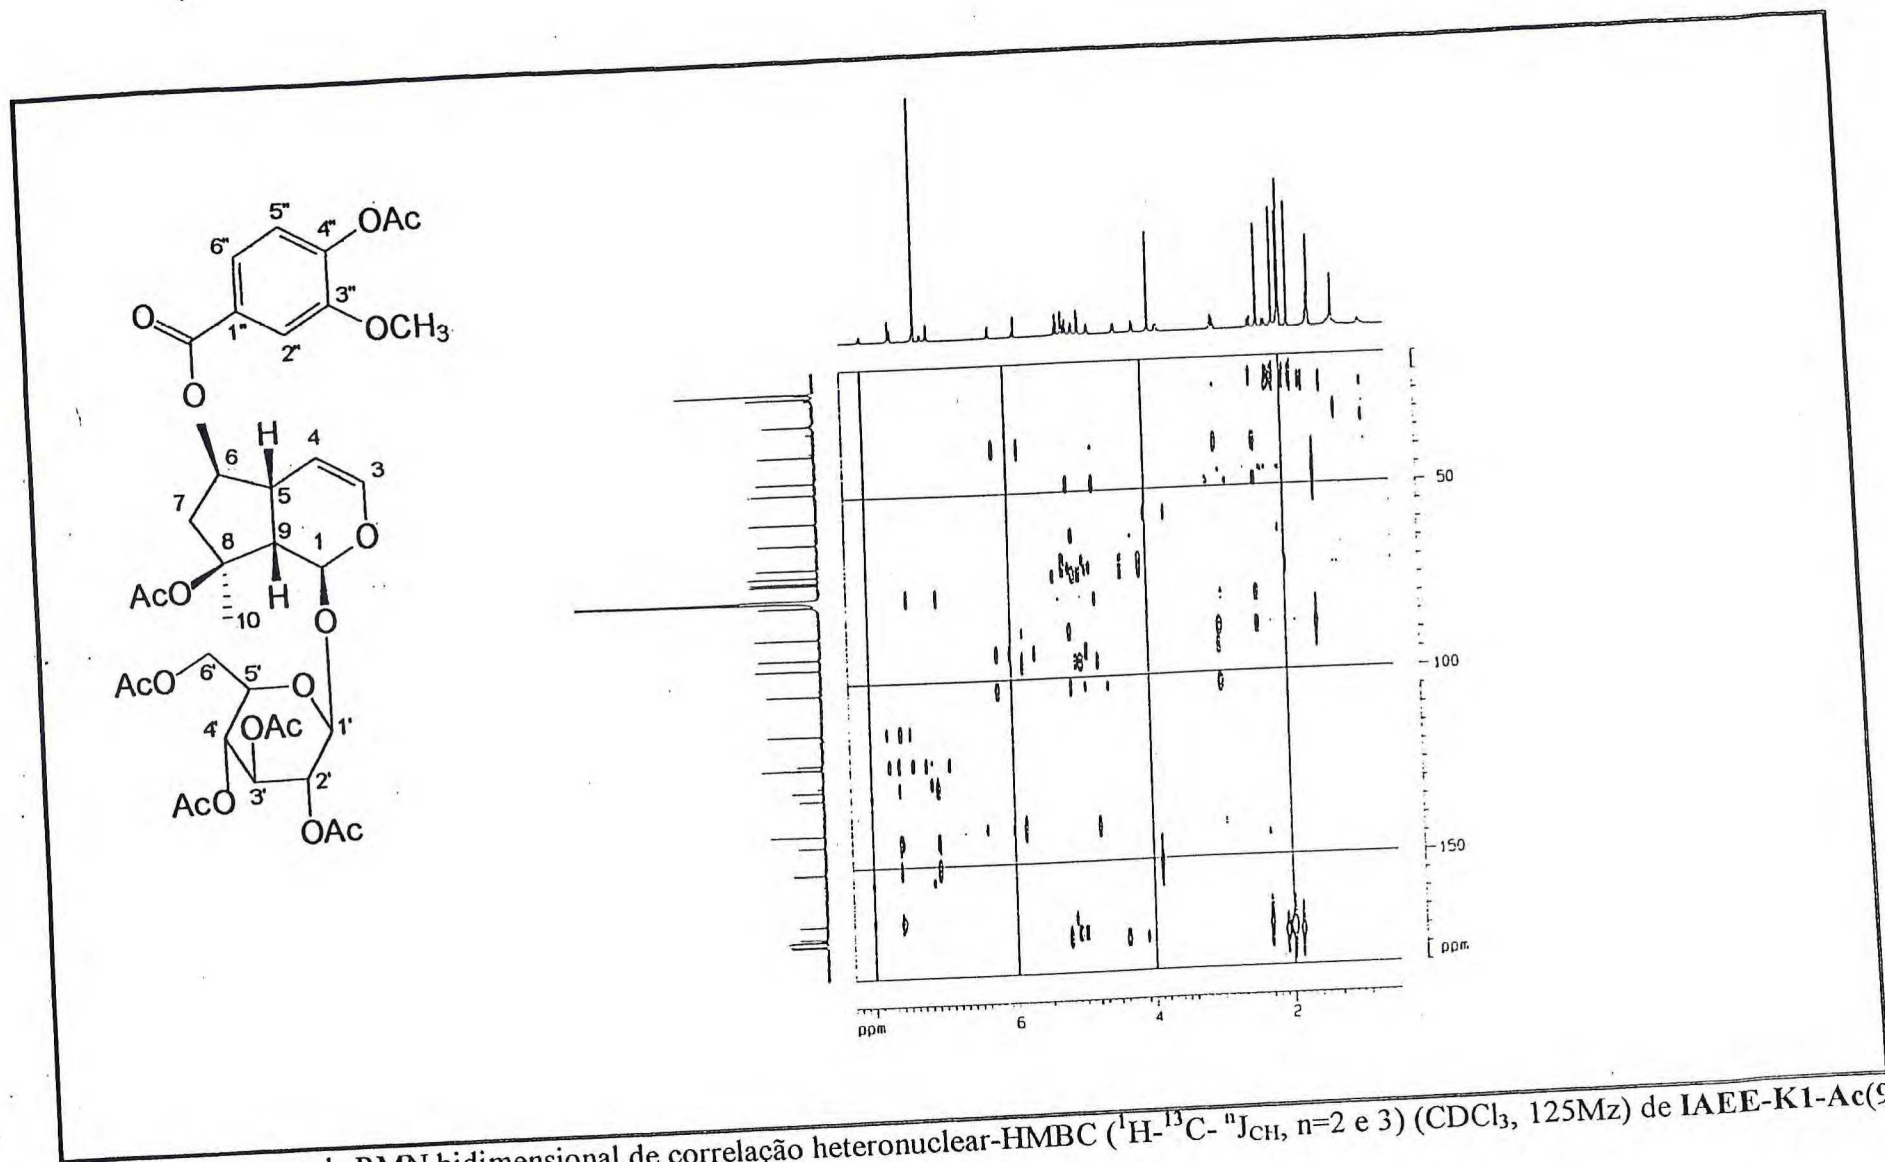 5" 4" OAc
6"
3"
O 1" OCH₃
2"
O
H 4
6 3
5
7
9 1 O
8
AcO H
10 O
AcO 6' 5' O
4' OAc 1'
3' 2'
AcO
OAc
50
100
150
ppm
ppm 6 4 2
RMN bidimensional de correlação heteronuclear-HMBC (¹H-¹³C- ⁿJCH, n=2 e 3) (CDCl₃, 125Mz) de IAEE-K1-Ac(9